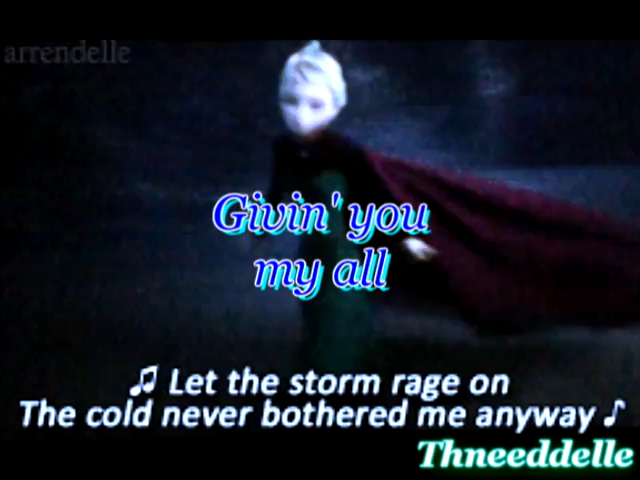 arrendelle
Givin' you
my all
♫ Let the storm rage on
The cold never bothered me anyway ♪
Thneeddelle